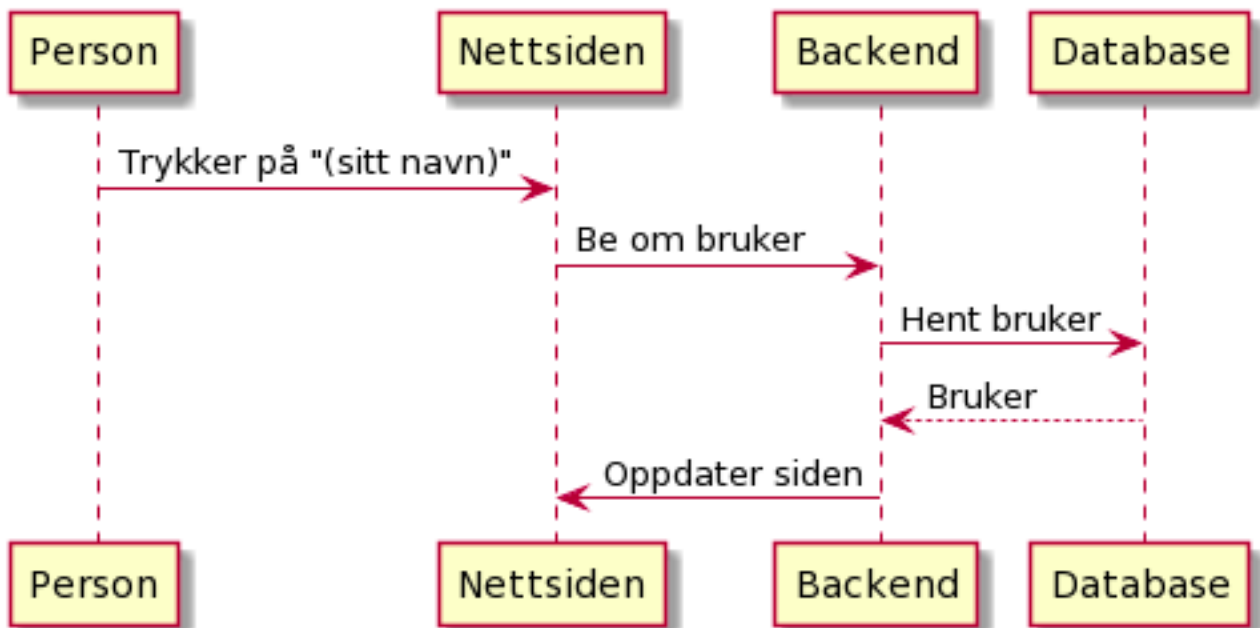 Person
Nettsiden
Backend
Database
Trykker på "(sitt navn)"
Be om bruker
Hent bruker
Bruker
Oppdater siden
Person
Nettsiden
Backend
Database